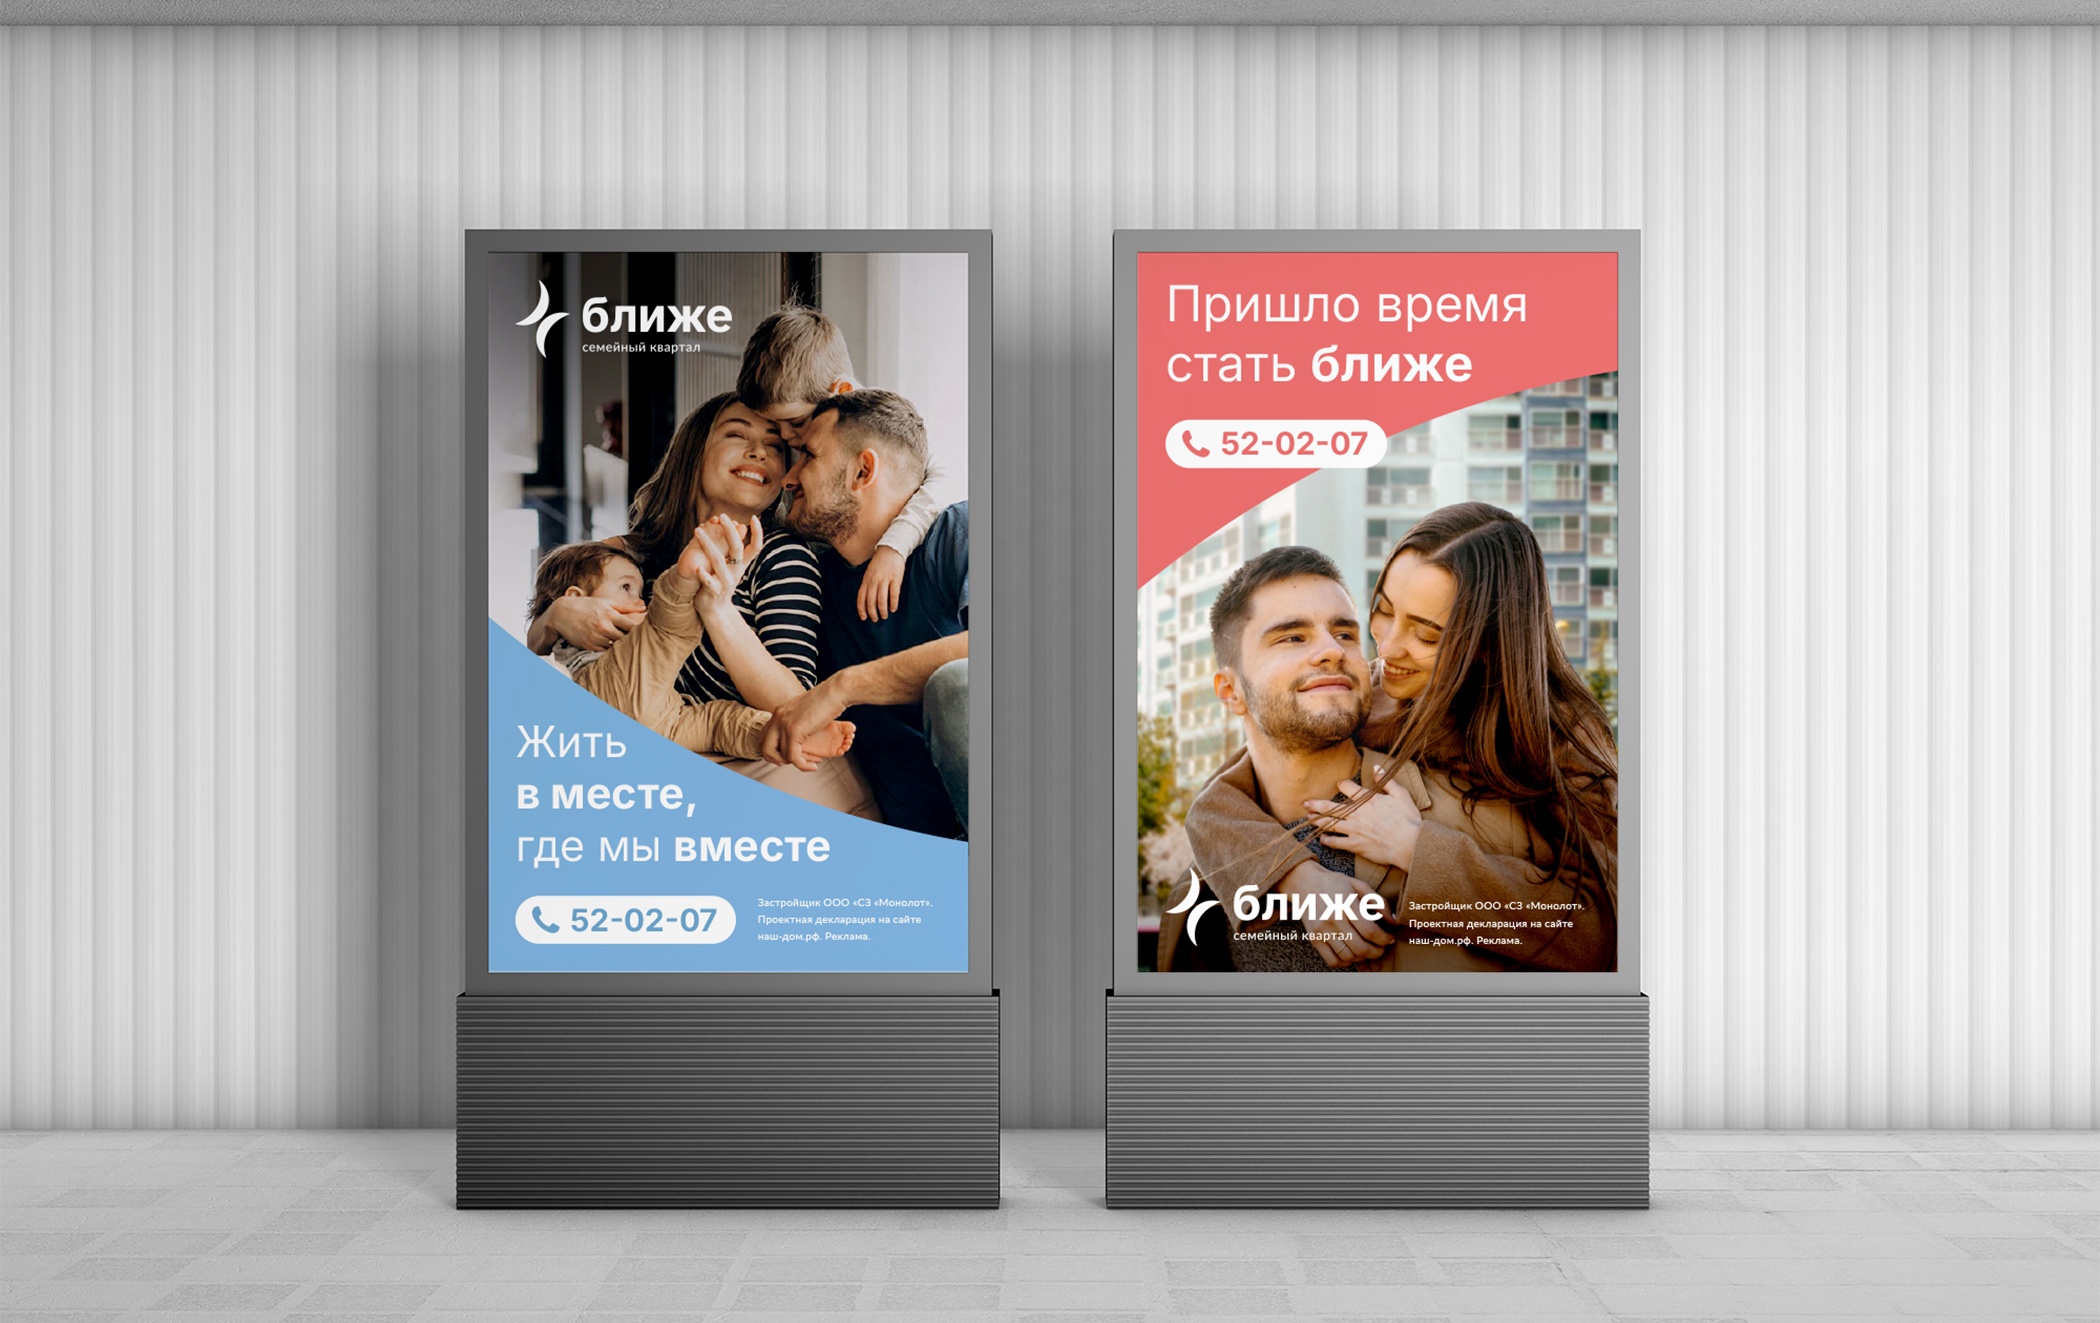 ближе
семейный квартал
Жить
в месте,
где мы вместе
52-02-07
Застройщик ООО «СЗ «Монолот».
Проектная декларация на сайте
наш-дом.рф. Реклама.
Пришло время
стать ближе
52-02-07
ближе
семейный квартал
Застройщик ООО «СЗ «Монолот».
Проектная декларация на сайте
наш-дом.рф. Реклама.